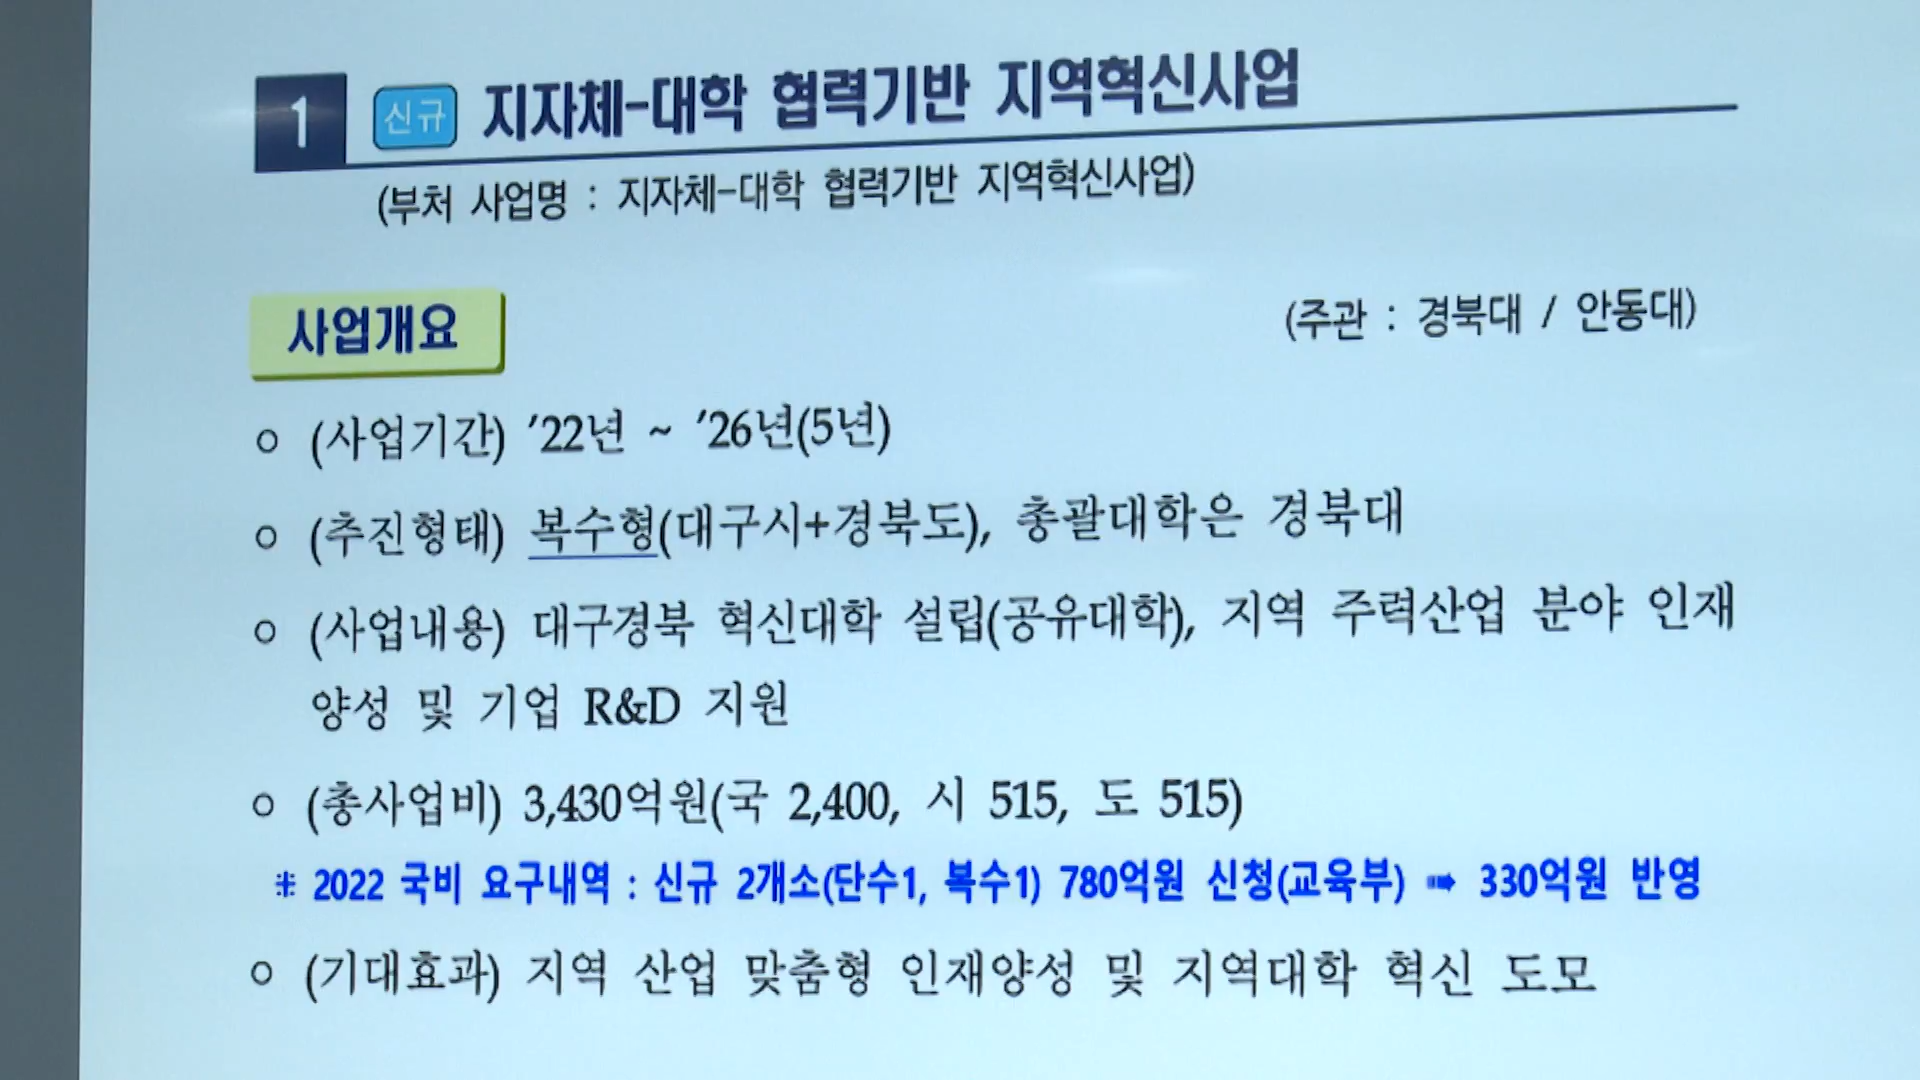 1 신규 지자체-대학 협력기반 지역혁신사업
(부처 사업명 : 지자체-대학 협력기반 지역혁신사업)
사업개요 (주관 : 경북대 / 안동대)
○ (사업기간) ’22년 ~ ’26년(5년)
○ (추진형태) 복수형(대구시+경북도), 총괄대학은 경북대
○ (사업내용) 대구경북 혁신대학 설립(공유대학), 지역 주력산업 분야 인재
양성 및 기업 R&D 지원
○ (총사업비) 3,430억원(국 2,400, 시 515, 도 515)
※ 2022 국비 요구내역 : 신규 2개소(단수1, 복수1) 780억원 신청(교육부) ➠ 330억원 반영
○ (기대효과) 지역 산업 맞춤형 인재양성 및 지역대학 혁신 도모